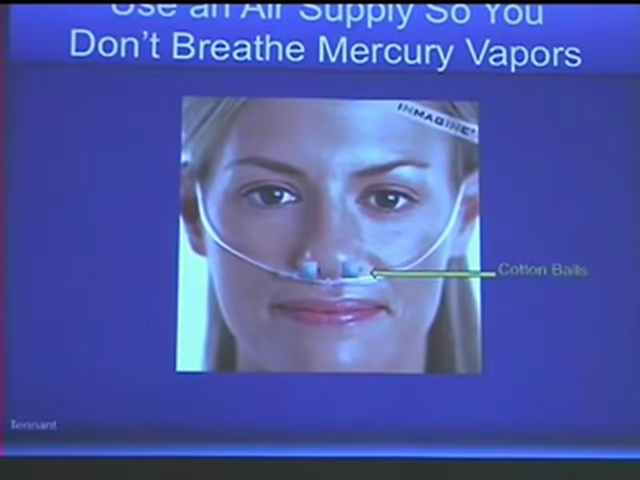 Use an Air Supply So You
Don't Breathe Mercury Vapors
INMAGINE
Cotton Balls
Tennant